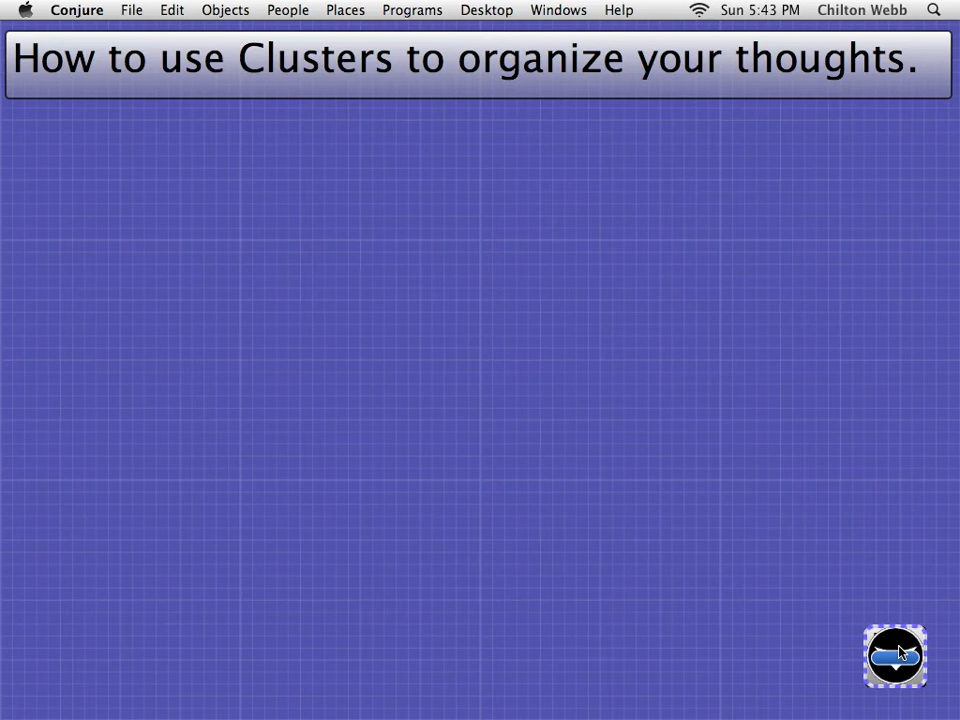 Conjure File Edit Objects People Places Programs Desktop Windows Help Sun 5:43 PM Chilton Webb
How to use Clusters to organize your thoughts.